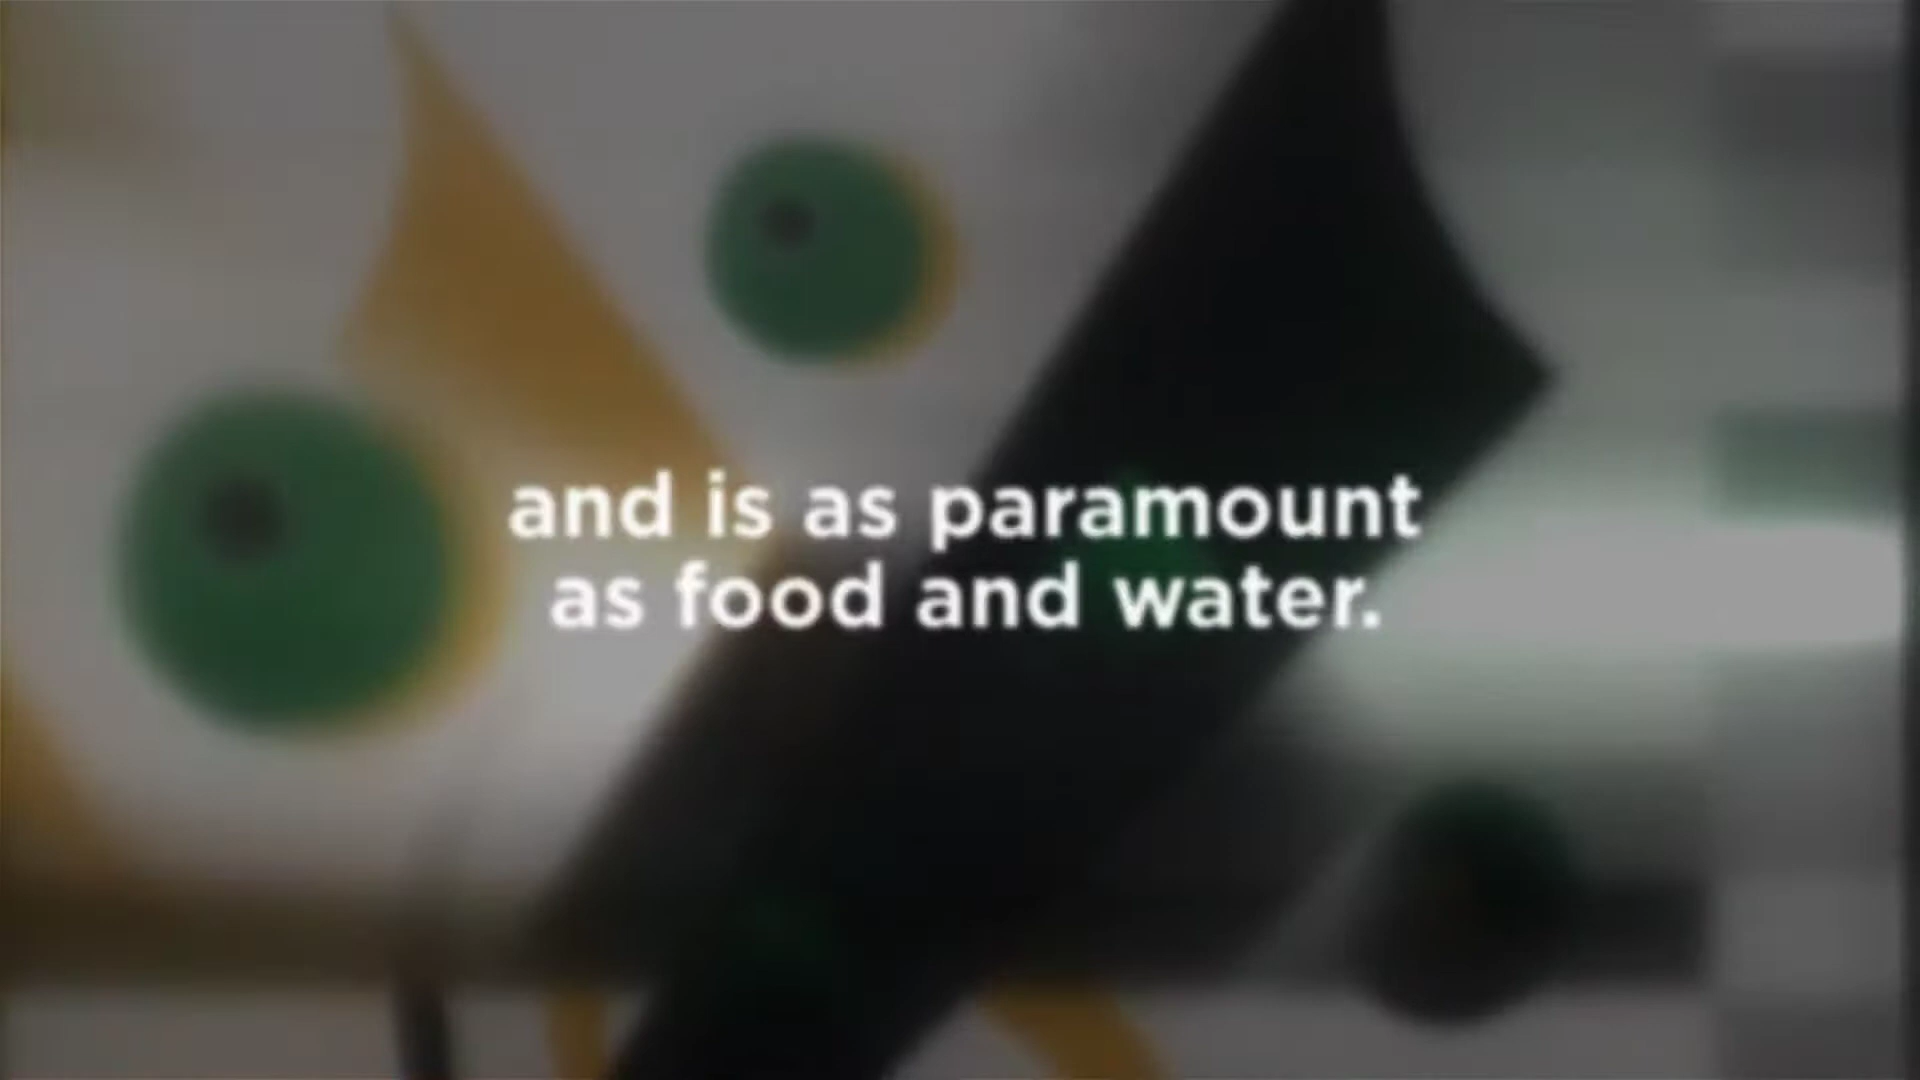 and is as paramount
as food and water.